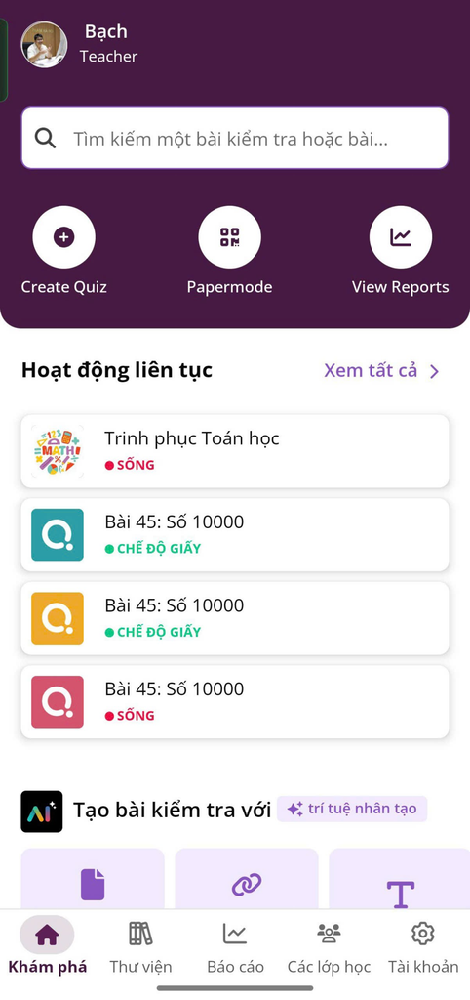 Bạch
Teacher
Tìm kiếm một bài kiểm tra hoặc bài...
Create Quiz
Papermode
View Reports
Hoạt động liên tục
Xem tất cả
Trinh phục Toán học
SỐNG
Bài 45: Số 10000
CHẾ ĐỘ GIẤY
Bài 45: Số 10000
CHẾ ĐỘ GIẤY
Bài 45: Số 10000
SỐNG
AI
Tạo bài kiểm tra với
trí tuệ nhân tạo
T
Khám phá
Thư viện
Báo cáo
Các lớp học
Tài khoản